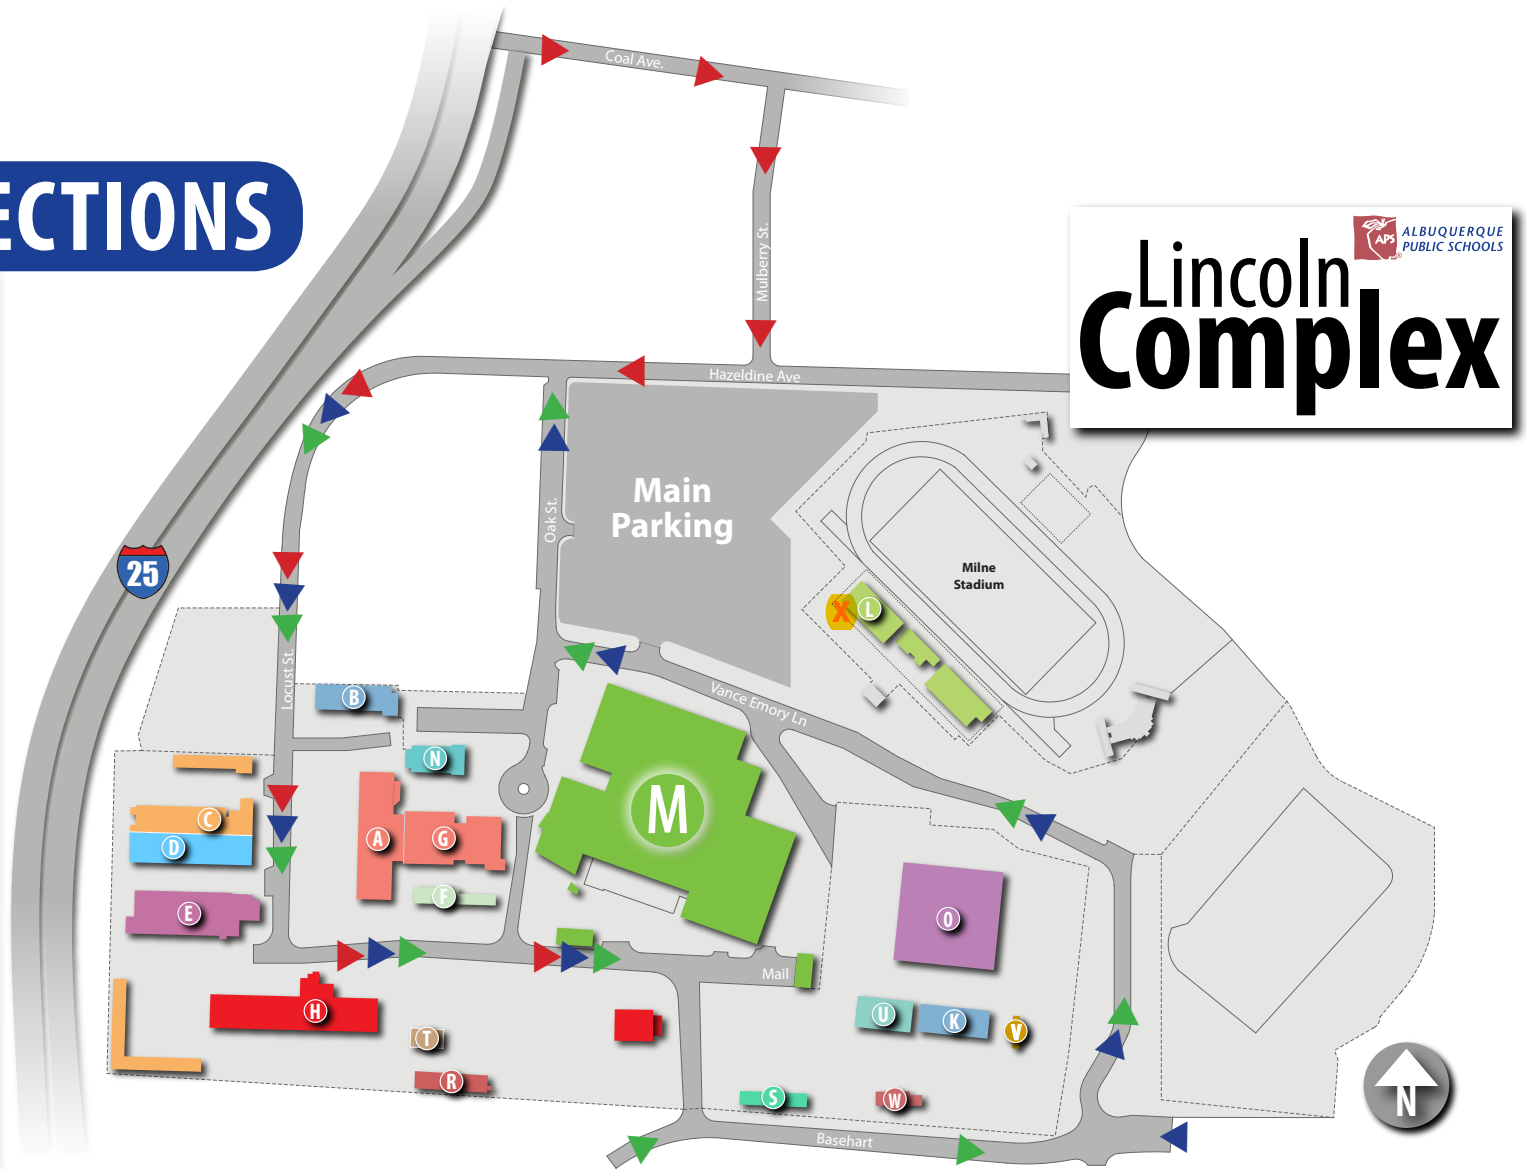 Coal Ave.
ECTIONS
Mulberry St.
ALBUQUERQUE
PUBLIC SCHOOLS
APS
®
Lincoln
Complex
Hazeldine Ave
Main
Parking
Oak St.
25
Milne
Stadium
X
L
Locust St.
B
Vance Emory Ln
N
M
C
D
A
G
F
E
O
Mail
H
U
K
V
T
R
S
W
N
Basehart